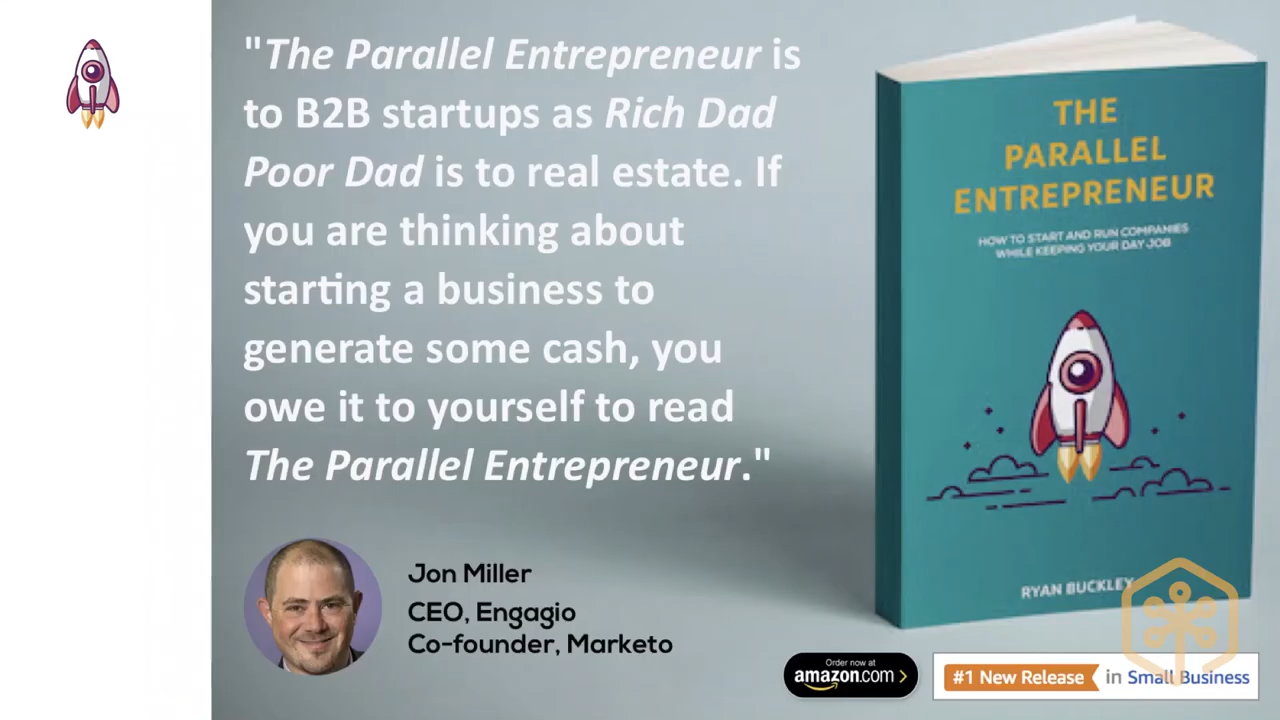 "The Parallel Entrepreneur is
to B2B startups as Rich Dad
Poor Dad is to real estate. If
you are thinking about
starting a business to
generate some cash, you
owe it to yourself to read
The Parallel Entrepreneur."
Jon Miller
CEO, Engagio
Co-founder, Marketo
THE
PARALLEL
ENTREPRENEUR
HOW TO START AND RUN COMPANIES
WHILE KEEPING YOUR DAY JOB
RYAN BUCKLEY
Order now at
amazon.com >
#1 New Release in Small Business